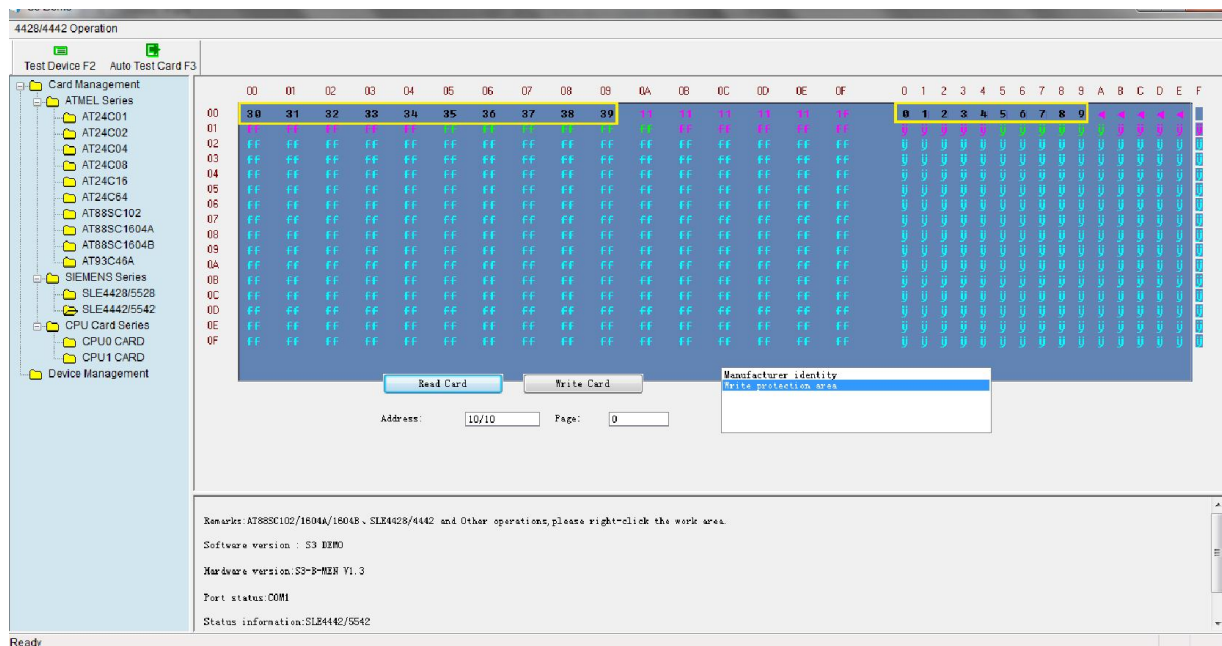 4428/4442 Operation
Test Device F2 Auto Test Card F3
Card Management
ATMEL Series
AT24C01
AT24C02
AT24C04
AT24C08
AT24C16
AT24C64
AT88SC102
AT88SC1604A
AT88SC1604B
AT93C46A
SIEMENS Series
SLE4428/5528
SLE4442/5542
CPU Card Series
CPU0 CARD
CPU1 CARD
Device Management
00 01 02 03 04 05 06 07 08 09 0A 0B 0C 0D 0E 0F 0 1 2 3 4 5 6 7 8 9 A B C D E F
00 30 31 32 33 34 35 36 37 38 39 11 11 11 11 11 1F 0 1 2 3 4 5 6 7 8 9
01 FF FF FF FF FF FF FF FF FF FF FF FF FF FF FF FF ÿ ÿ ÿ ÿ ÿ ÿ ÿ ÿ ÿ ÿ ÿ ÿ ÿ ÿ ÿ ÿ
02 FF FF FF FF FF FF FF FF FF FF FF FF FF FF FF FF ÿ ÿ ÿ ÿ ÿ ÿ ÿ ÿ ÿ ÿ ÿ ÿ ÿ ÿ ÿ ÿ
03 FF FF FF FF FF FF FF FF FF FF FF FF FF FF FF FF ÿ ÿ ÿ ÿ ÿ ÿ ÿ ÿ ÿ ÿ ÿ ÿ ÿ ÿ ÿ ÿ
04 FF FF FF FF FF FF FF FF FF FF FF FF FF FF FF FF ÿ ÿ ÿ ÿ ÿ ÿ ÿ ÿ ÿ ÿ ÿ ÿ ÿ ÿ ÿ ÿ
05 FF FF FF FF FF FF FF FF FF FF FF FF FF FF FF FF ÿ ÿ ÿ ÿ ÿ ÿ ÿ ÿ ÿ ÿ ÿ ÿ ÿ ÿ ÿ ÿ
06 FF FF FF FF FF FF FF FF FF FF FF FF FF FF FF FF ÿ ÿ ÿ ÿ ÿ ÿ ÿ ÿ ÿ ÿ ÿ ÿ ÿ ÿ ÿ ÿ
07 FF FF FF FF FF FF FF FF FF FF FF FF FF FF FF FF ÿ ÿ ÿ ÿ ÿ ÿ ÿ ÿ ÿ ÿ ÿ ÿ ÿ ÿ ÿ ÿ
08 FF FF FF FF FF FF FF FF FF FF FF FF FF FF FF FF ÿ ÿ ÿ ÿ ÿ ÿ ÿ ÿ ÿ ÿ ÿ ÿ ÿ ÿ ÿ ÿ
09 FF FF FF FF FF FF FF FF FF FF FF FF FF FF FF FF ÿ ÿ ÿ ÿ ÿ ÿ ÿ ÿ ÿ ÿ ÿ ÿ ÿ ÿ ÿ ÿ
0A FF FF FF FF FF FF FF FF FF FF FF FF FF FF FF FF ÿ ÿ ÿ ÿ ÿ ÿ ÿ ÿ ÿ ÿ ÿ ÿ ÿ ÿ ÿ ÿ
0B FF FF FF FF FF FF FF FF FF FF FF FF FF FF FF FF ÿ ÿ ÿ ÿ ÿ ÿ ÿ ÿ ÿ ÿ ÿ ÿ ÿ ÿ ÿ ÿ
0C FF FF FF FF FF FF FF FF FF FF FF FF FF FF FF FF ÿ ÿ ÿ ÿ ÿ ÿ ÿ ÿ ÿ ÿ ÿ ÿ ÿ ÿ ÿ ÿ
0D FF FF FF FF FF FF FF FF FF FF FF FF FF FF FF FF ÿ ÿ ÿ ÿ ÿ ÿ ÿ ÿ ÿ ÿ ÿ ÿ ÿ ÿ ÿ ÿ
0E FF FF FF FF FF FF FF FF FF FF FF FF FF FF FF FF ÿ ÿ ÿ ÿ ÿ ÿ ÿ ÿ ÿ ÿ ÿ ÿ ÿ ÿ ÿ ÿ
0F FF FF FF FF FF FF FF FF FF FF FF FF FF FF FF FF ÿ ÿ ÿ ÿ ÿ ÿ ÿ ÿ ÿ ÿ ÿ ÿ ÿ ÿ ÿ ÿ
Read Card Write Card
Manufacturer identity
Write protection area
Address: 10/10 Page: 0
Remarks:AT88SC102/1604A/1604B、SLE4428/4442 and Other operations,please right-click the work area.
Software version : S3 DEMO
Hardware version:S3-B-MEN V1.3
Port status:COM1
Status information:SLE4442/5542
Ready